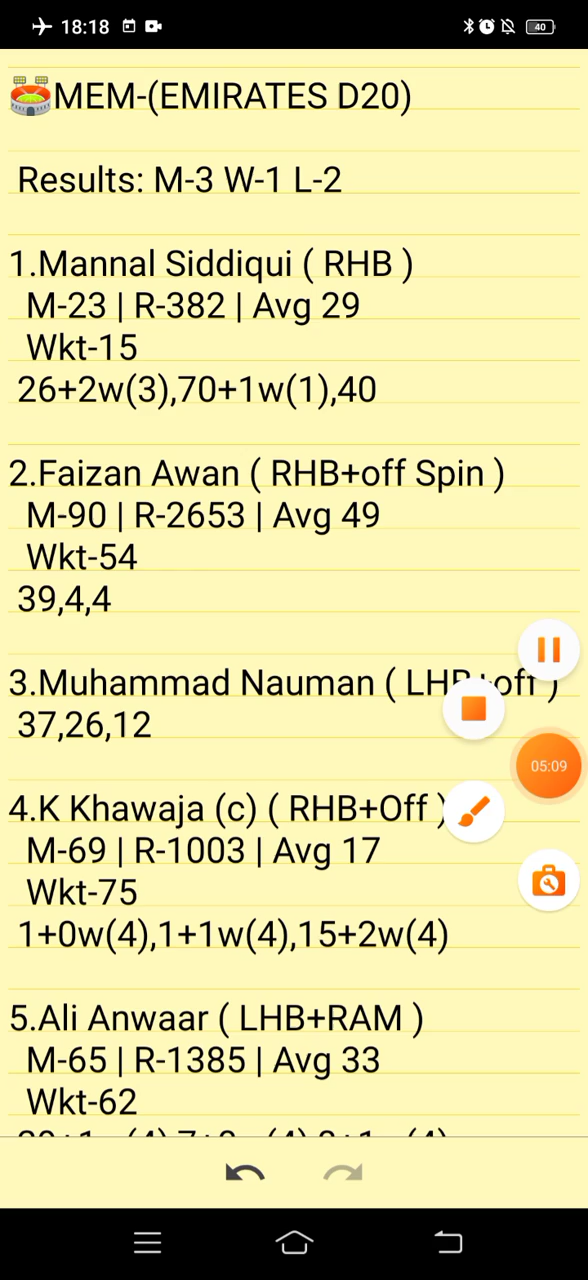 18:18
40
MEM-(EMIRATES D20)
Results: M-3 W-1 L-2
1.Mannal Siddiqui ( RHB )
M-23 | R-382 | Avg 29
Wkt-15
26+2w(3),70+1w(1),40
2.Faizan Awan ( RHB+off Spin )
M-90 | R-2653 | Avg 49
Wkt-54
39,4,4
3.Muhammad Nauman ( LHB+off )
37,26,12
05:09
4.K Khawaja (c) ( RHB+Off )
M-69 | R-1003 | Avg 17
Wkt-75
1+0w(4),1+1w(4),15+2w(4)
5.Ali Anwaar ( LHB+RAM )
M-65 | R-1385 | Avg 33
Wkt-62